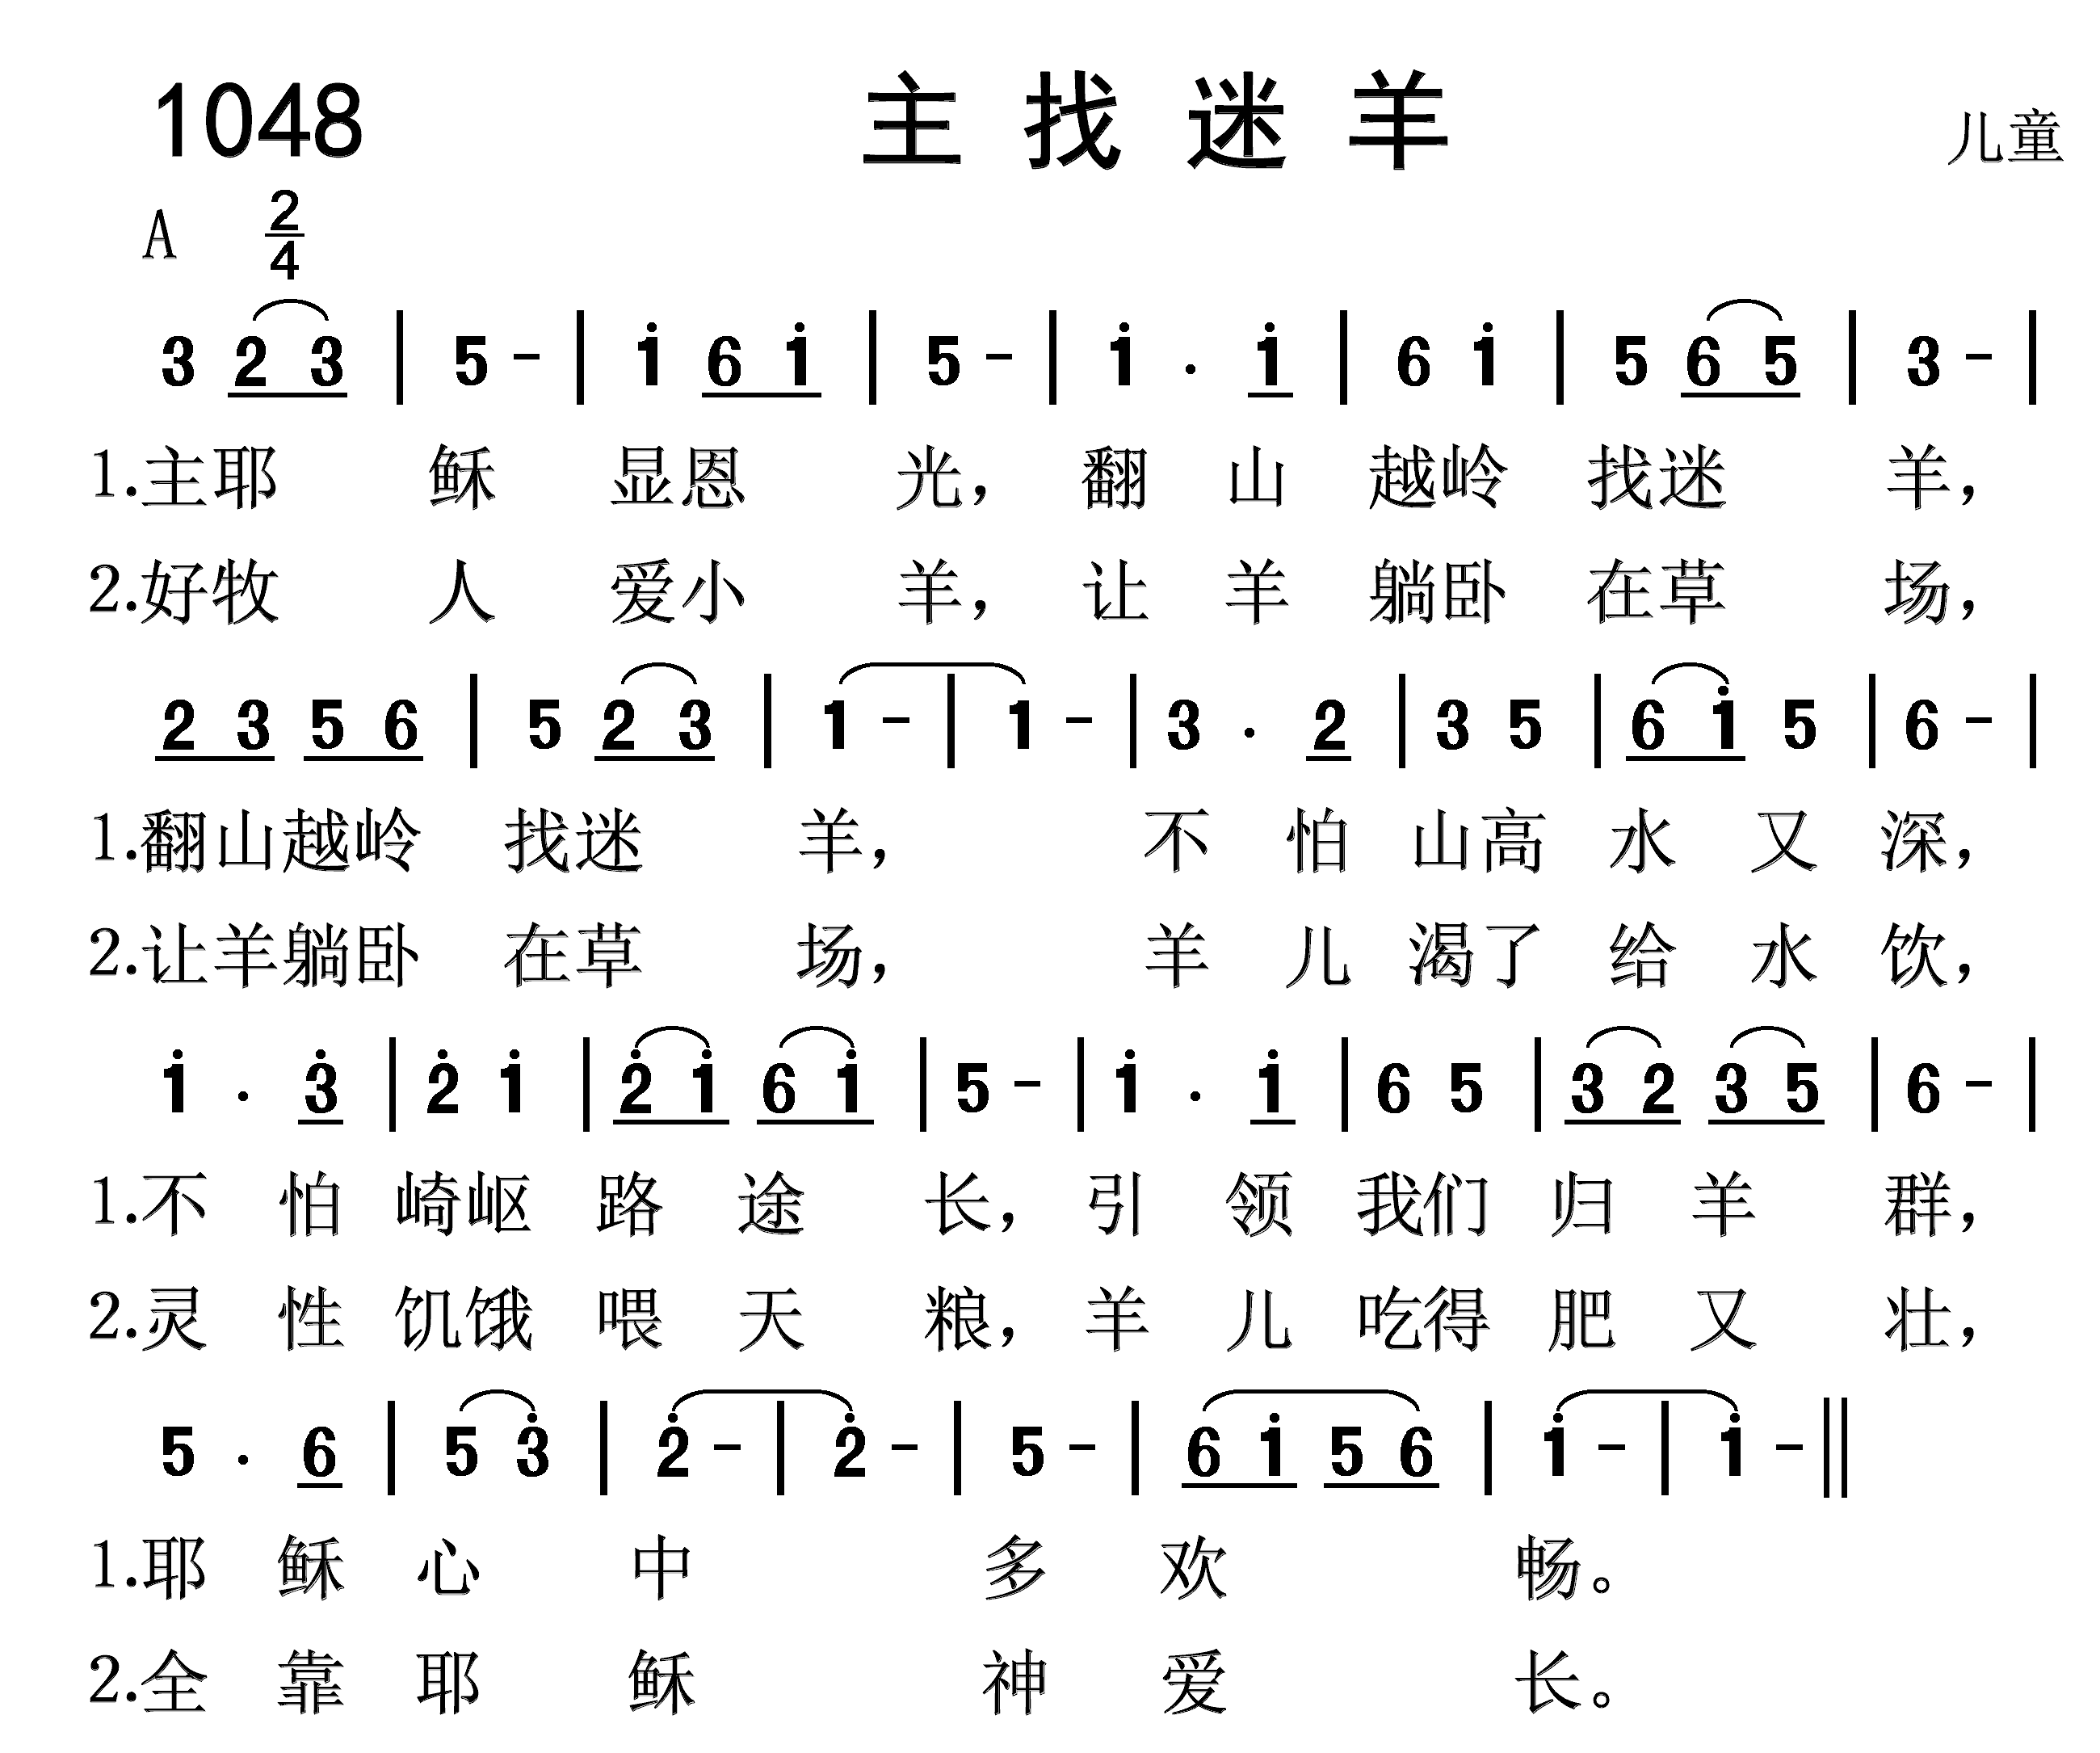 1048 主找迷羊 儿童
A 2/4
3 2 3 | 5 - | i 6 i | 5 - | i . i | 6 i | 5 6 5 | 3 - |
1.主耶 稣 显恩 光， 翻 山 越岭 找迷 羊，
2.好牧 人 爱小 羊， 让 羊 躺卧 在草 场，
2 3 5 6 | 5 2 3 | 1 - | 1 - | 3 . 2 | 3 5 | 6 i 5 | 6 - |
1.翻山越岭 找迷 羊， 不 怕 山高 水 又 深，
2.让羊躺卧 在草 场， 羊 儿 渴了 给 水 饮，
i . 3̇ | 2̇ i | 2̇ i 6 i | 5 - | i . i | 6 5 | 3 2 3 5 | 6 - |
1.不 怕 崎岖 路 途 长， 引 领 我们 归 羊 群，
2.灵 性 饥饿 喂 天 粮， 羊 儿 吃得 肥 又 壮，
5 . 6 | 5 3̇ | 2̇ - | 2̇ - | 5 - | 6 i 5 6 | i - | i - ||
1.耶 稣 心 中 多 欢 畅。
2.全 靠 耶 稣 神 爱 长。